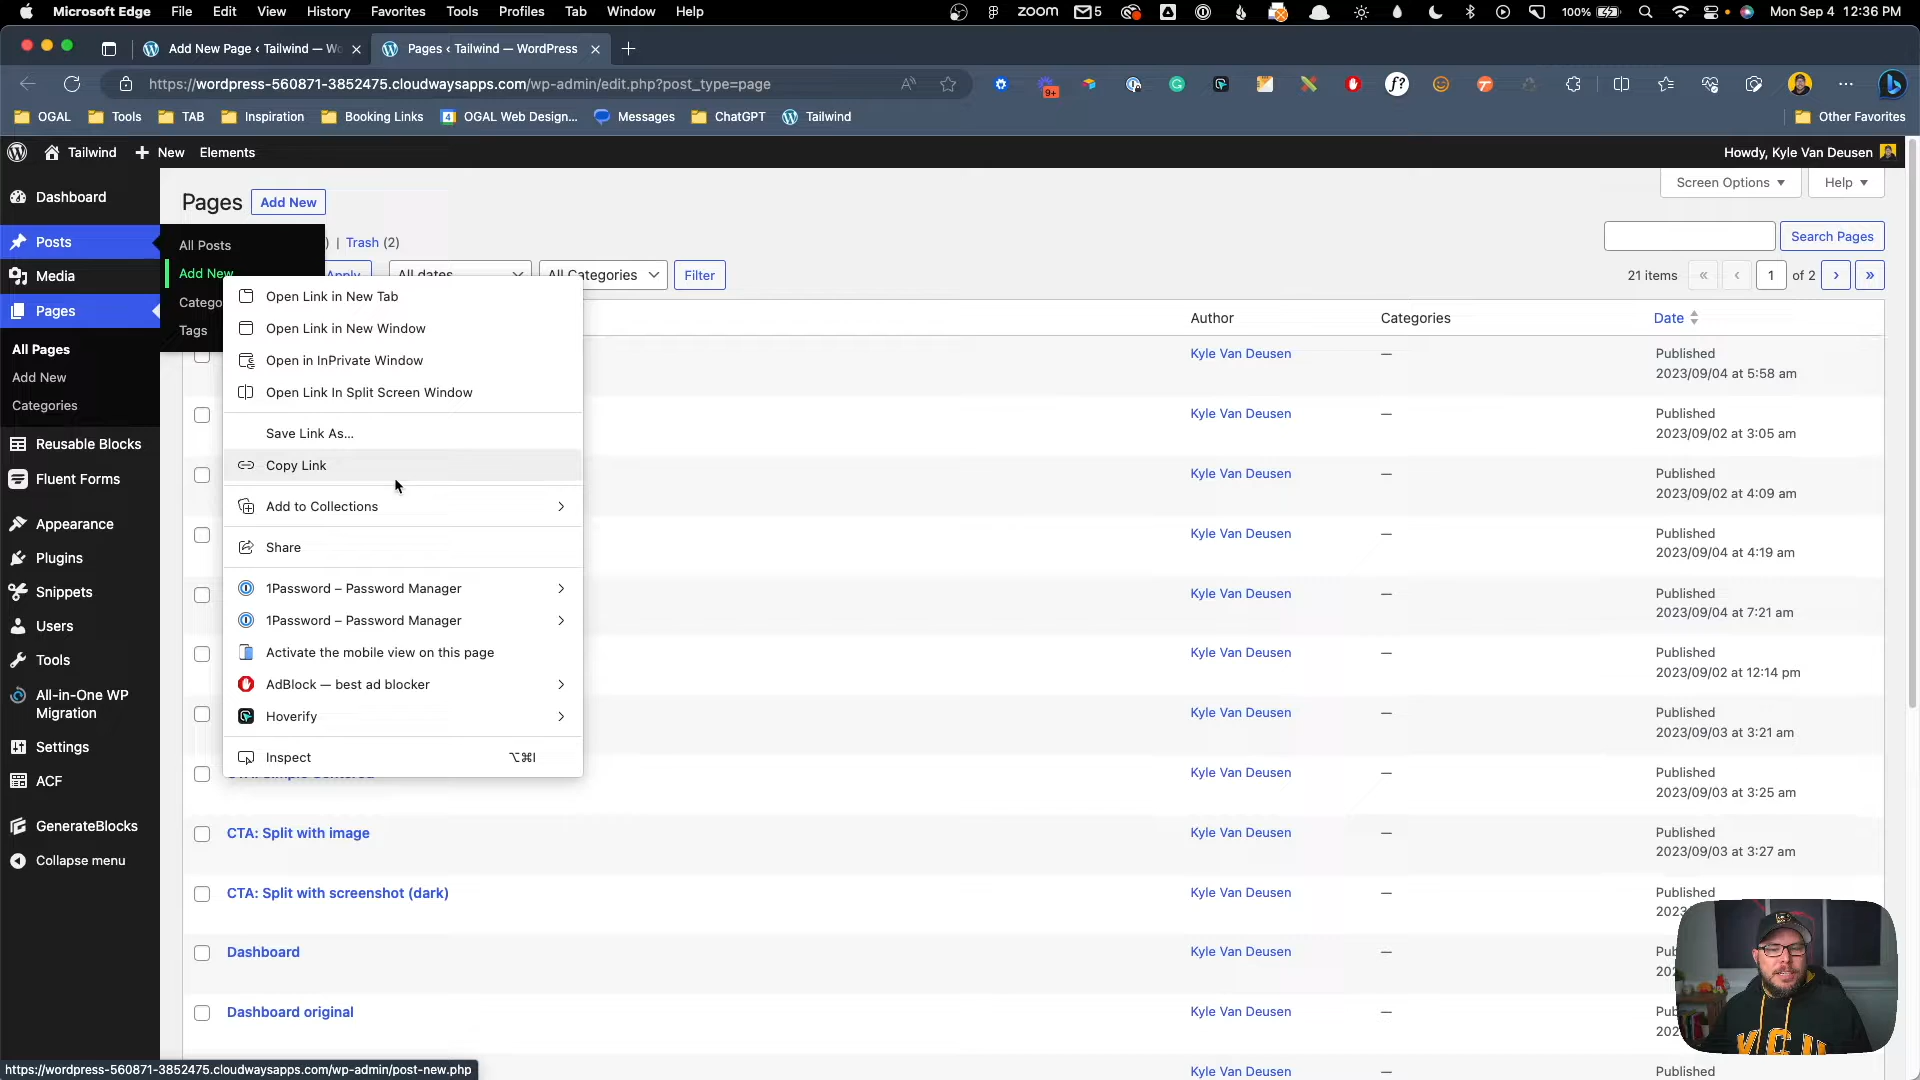 Microsoft Edge File Edit View History Favorites Tools Profiles Tab Window Help
zoom 5 100% Mon Sep 4 12:36 PM
Add New Page ‹ Tailwind — Wo
Pages ‹ Tailwind — WordPress
https://wordpress-560871-3852475.cloudwaysapps.com/wp-admin/edit.php?post_type=page
9+
f?
OGAL Tools TAB Inspiration Booking Links OGAL Web Design... Messages ChatGPT Tailwind Other Favorites
Tailwind New Elements
Howdy, Kyle Van Deusen
Screen Options Help
Dashboard
Posts
Media
Pages
All Pages
Add New
Categories
Reusable Blocks
Fluent Forms
Appearance
Plugins
Snippets
Users
Tools
All-in-One WP
Migration
Settings
ACF
GenerateBlocks
Collapse menu
All Posts
Add New
Catego
Tags
Pages Add New
) | Trash (2)
Search Pages
Apply All dates All Categories Filter
21 items « ‹ 1 of 2 › »
Open Link in New Tab
Open Link in New Window
Open in InPrivate Window
Open Link In Split Screen Window
Save Link As...
Copy Link
Add to Collections
Share
1Password – Password Manager
1Password – Password Manager
Activate the mobile view on this page
AdBlock — best ad blocker
Hoverify
Inspect ⌥⌘I
Author Categories Date
Kyle Van Deusen — Published
2023/09/04 at 5:58 am
Kyle Van Deusen — Published
2023/09/02 at 3:05 am
Kyle Van Deusen — Published
2023/09/02 at 4:09 am
Kyle Van Deusen — Published
2023/09/04 at 4:19 am
Kyle Van Deusen — Published
2023/09/04 at 7:21 am
Kyle Van Deusen — Published
2023/09/02 at 12:14 pm
Kyle Van Deusen — Published
2023/09/03 at 3:21 am
CTA: Simple Centered Kyle Van Deusen — Published
2023/09/03 at 3:25 am
CTA: Split with image Kyle Van Deusen — Published
2023/09/03 at 3:27 am
CTA: Split with screenshot (dark) Kyle Van Deusen — Published
2023
Dashboard Kyle Van Deusen — Pub
202
Dashboard original Kyle Van Deusen — Pub
202
Kyle Van Deusen — Published
https://wordpress-560871-3852475.cloudwaysapps.com/wp-admin/post-new.php